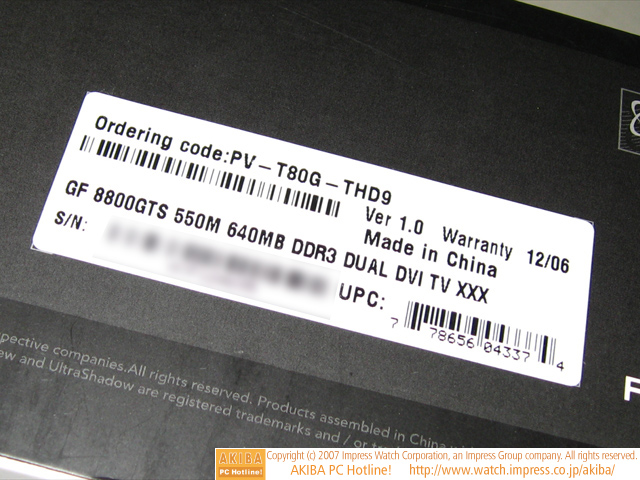 Ordering code:PV-T80G-THD9
Ver 1.0 Warranty 12/06
Made in China
GF 8800GTS 550M 640MB DDR3 DUAL DVI TV XXX
S/N:
UPC:
7 78656 04337 4
pective companies.All rights reserved. Products assembled in China
ew and UltraShadow are registered trademarks and / or
AKIBA
PC Hotline!
Copyright (c) 2007 Impress Watch Corporation, an Impress Group company. All rights reserved.
AKIBA PC Hotline! http://www.watch.impress.co.jp/akiba/